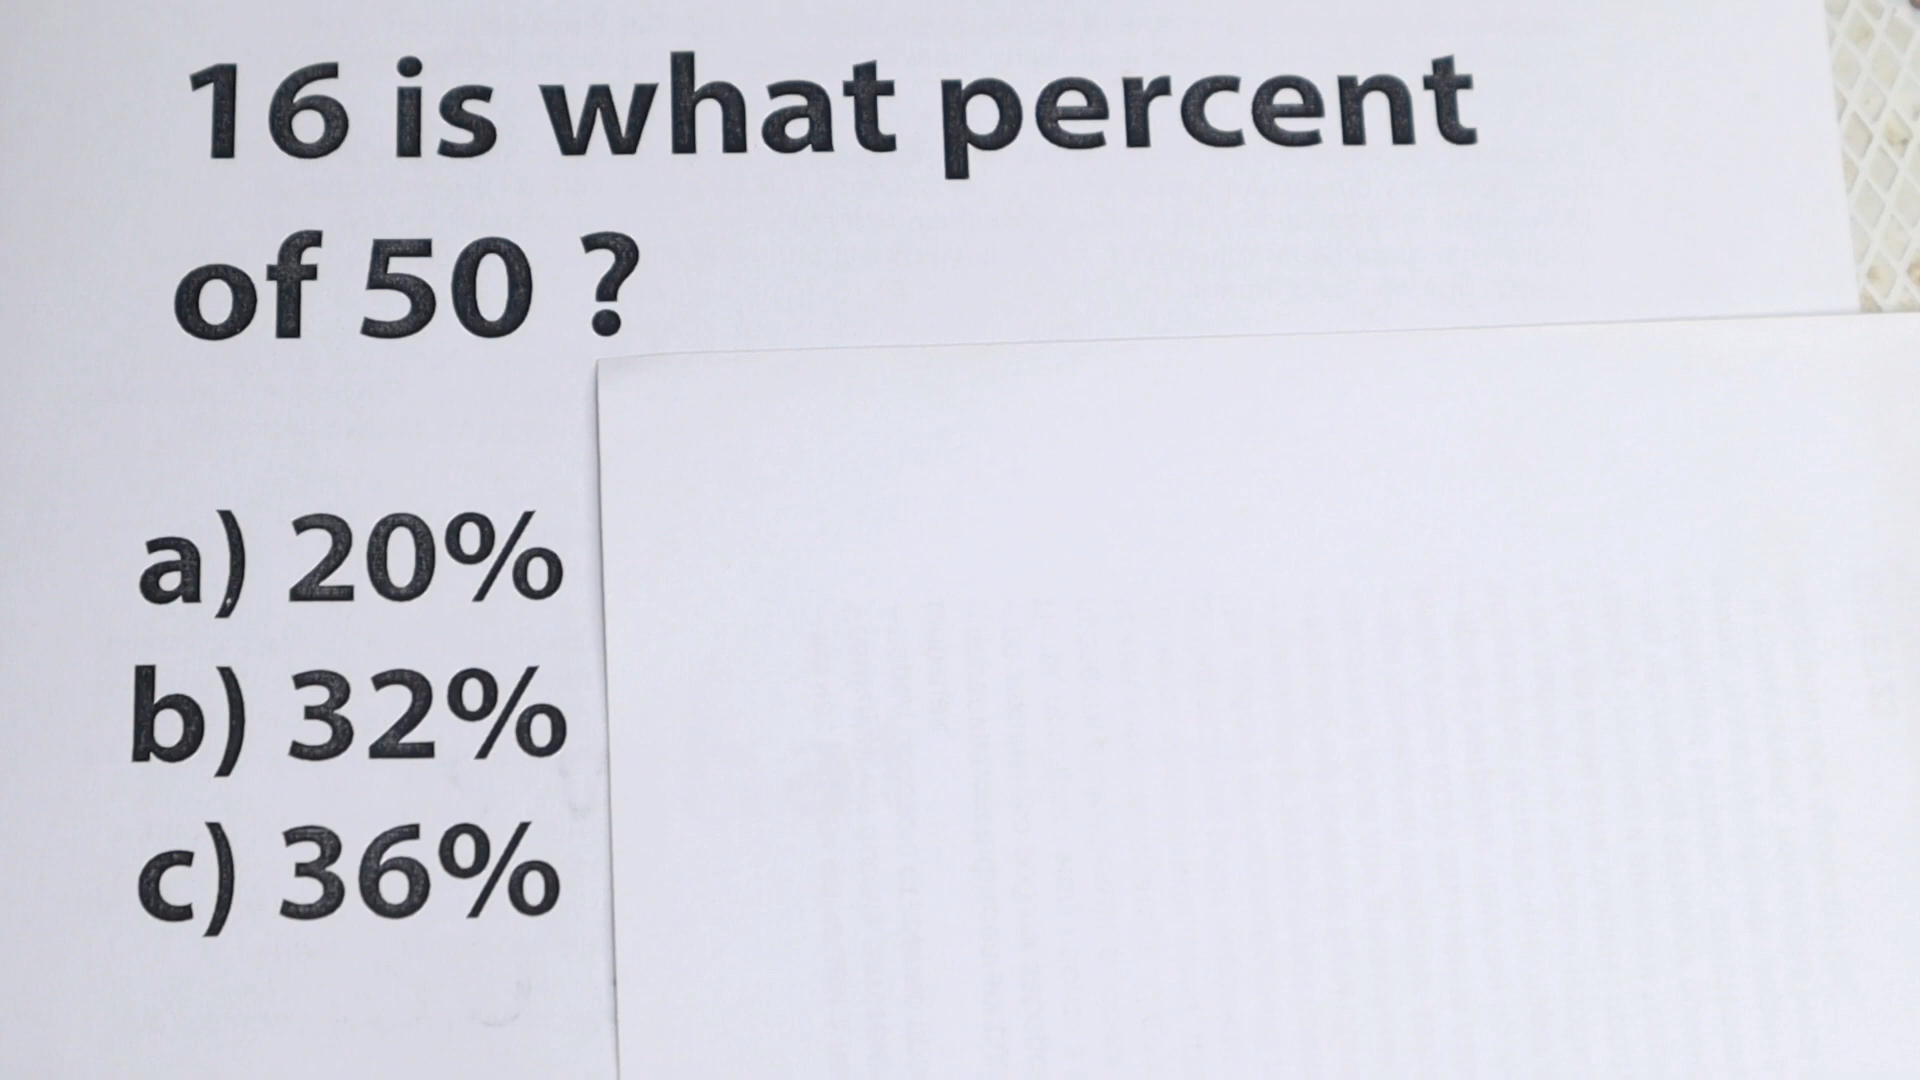 16 is what percent
of 50 ?
a) 20%
b) 32%
c) 36%